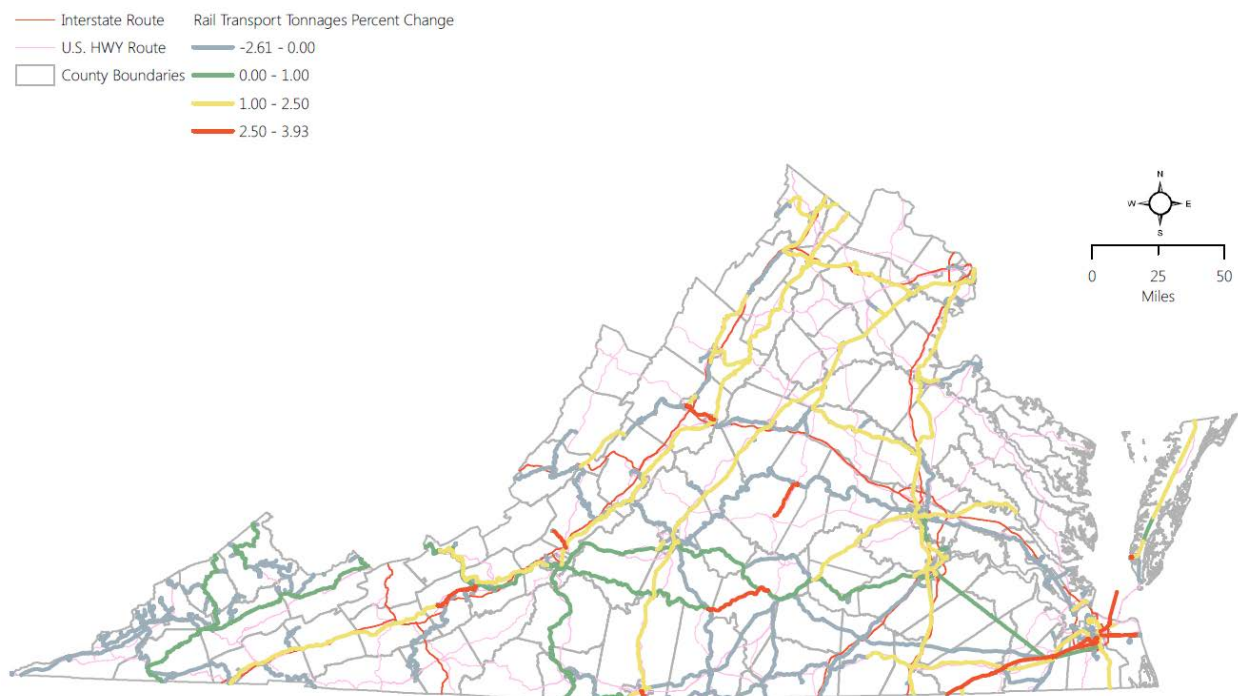 Interstate Route
U.S. HWY Route
County Boundaries
Rail Transport Tonnages Percent Change
-2.61 - 0.00
0.00 - 1.00
1.00 - 2.50
2.50 - 3.93
N
W E
S
0 25 50
Miles